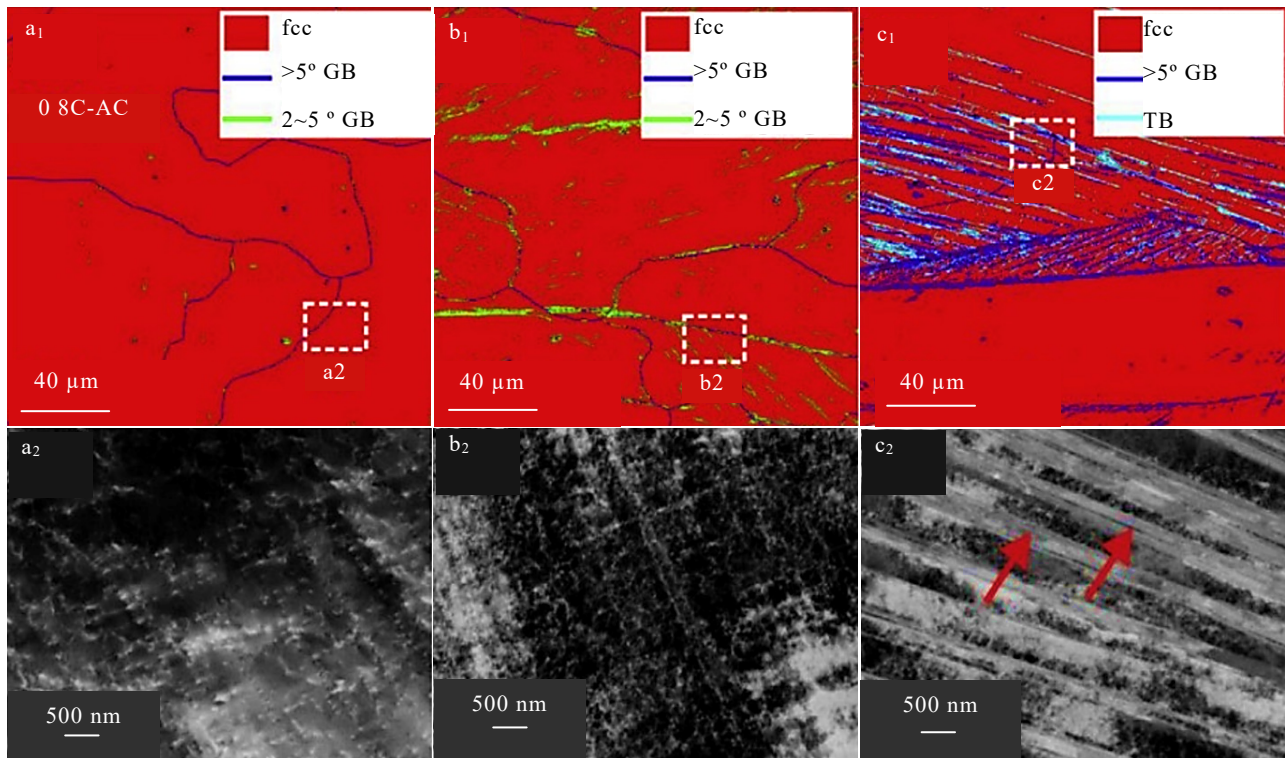 a1
fcc
>5º GB
2~5 º GB
0 8C-AC
a2
40 µm
b1
fcc
>5º GB
2~5 º GB
b2
40 µm
c1
fcc
>5º GB
TB
c2
40 µm
a2
500 nm
b2
500 nm
c2
500 nm